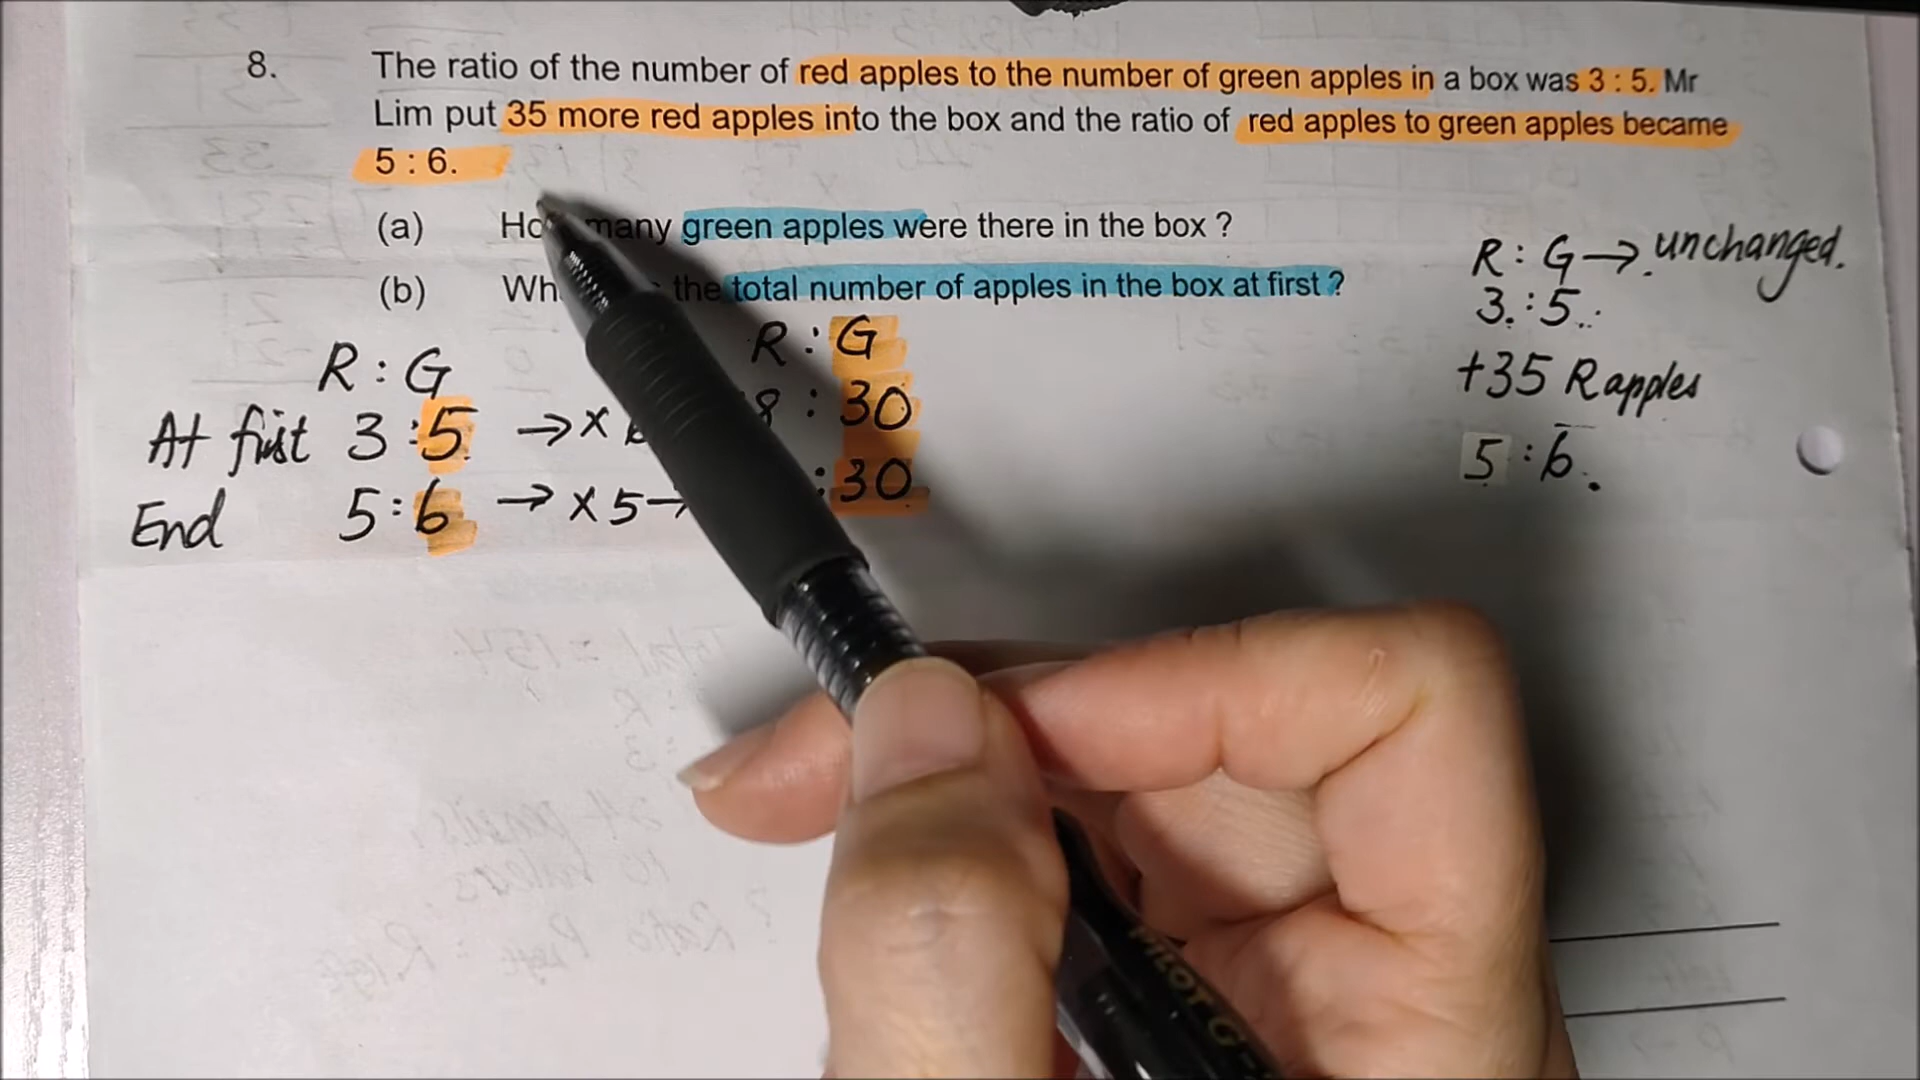 8. The ratio of the number of red apples to the number of green apples in a box was 3 : 5. Mr
Lim put 35 more red apples into the box and the ratio of red apples to green apples became
5 : 6.
(a) many green apples were there in the box ?
(b) the total number of apples in the box at first ?
R : G
At first 3 : 5 → x
End 5 : 6 → x 5 →
R : G
8 : 30
: 30
R : G → unchanged.
3 : 5
+35 R apples
5 : 6.
PILOT G-